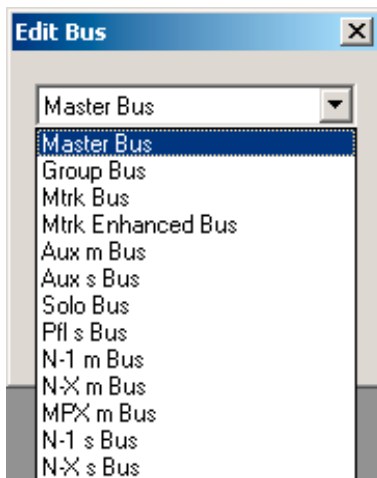 Edit Bus
Master Bus
Master Bus
Group Bus
Mtrk Bus
Mtrk Enhanced Bus
Aux m Bus
Aux s Bus
Solo Bus
Pfl s Bus
N-1 m Bus
N-X m Bus
MPX m Bus
N-1 s Bus
N-X s Bus